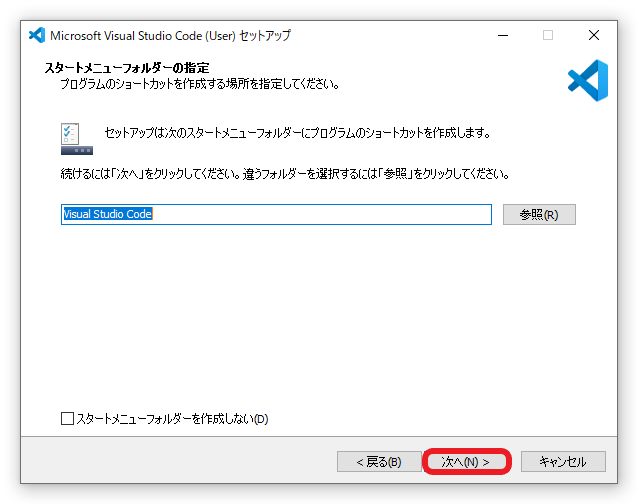 Microsoft Visual Studio Code (User) セットアップ
スタートメニューフォルダーの指定
プログラムのショートカットを作成する場所を指定してください。
セットアップは次のスタートメニューフォルダーにプログラムのショートカットを作成します。
続けるには「次へ」をクリックしてください。違うフォルダーを選択するには「参照」をクリックしてください。
Visual Studio Code
参照(R)
スタートメニューフォルダーを作成しない(D)
< 戻る(B)
次へ(N) >
キャンセル